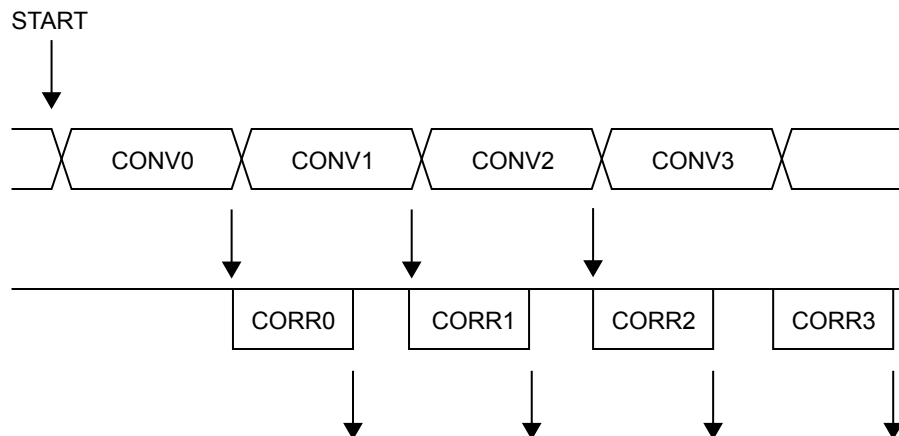 START
CONV0 CONV1 CONV2 CONV3
CORR0 CORR1 CORR2 CORR3